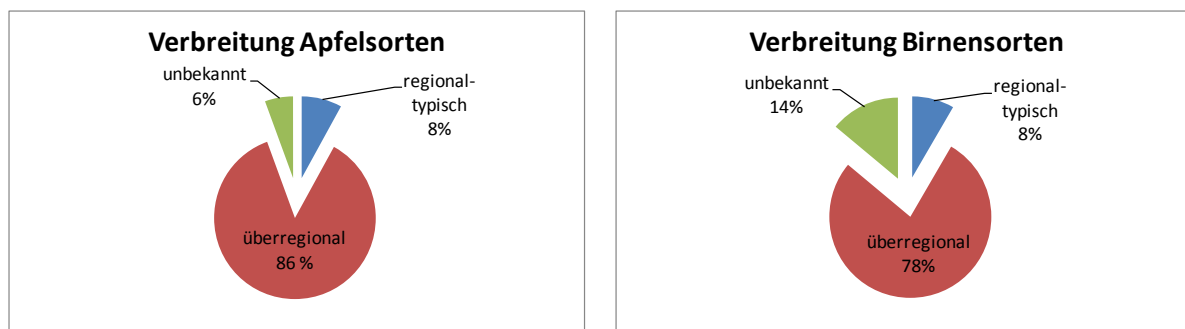 Verbreitung Apfelsorten
unbekannt
6%
regional-
typisch
8%
überregional
86 %
Verbreitung Birnensorten
unbekannt
14%
regional-
typisch
8%
überregional
78%